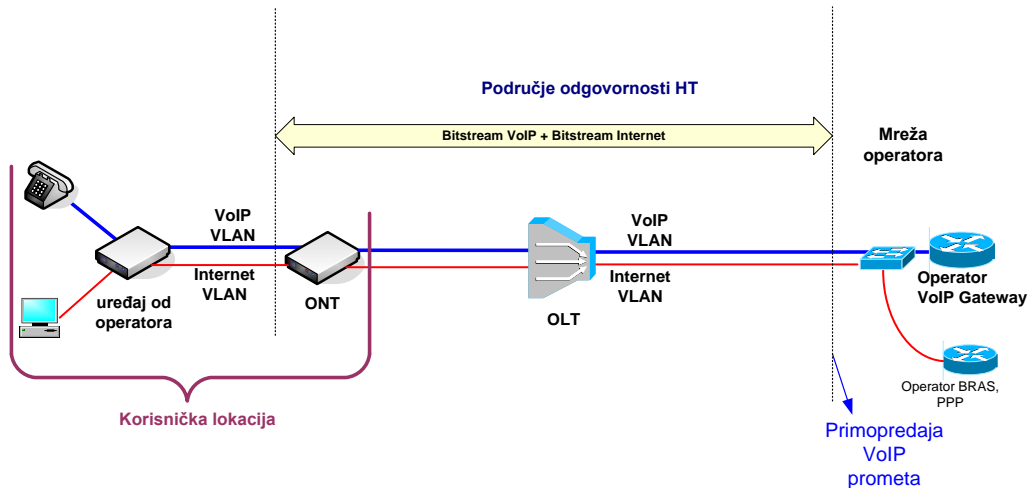 Područje odgovornosti HT
Bitstream VoIP + Bitstream Internet
Mreža
operatora
VoIP
VLAN
Internet
VLAN
uređaj od
operatora
ONT
OLT
VoIP
VLAN
Internet
VLAN
Operator
VoIP Gateway
Operator BRAS,
PPP
Korisnička lokacija
Primopredaja
VoIP
prometa